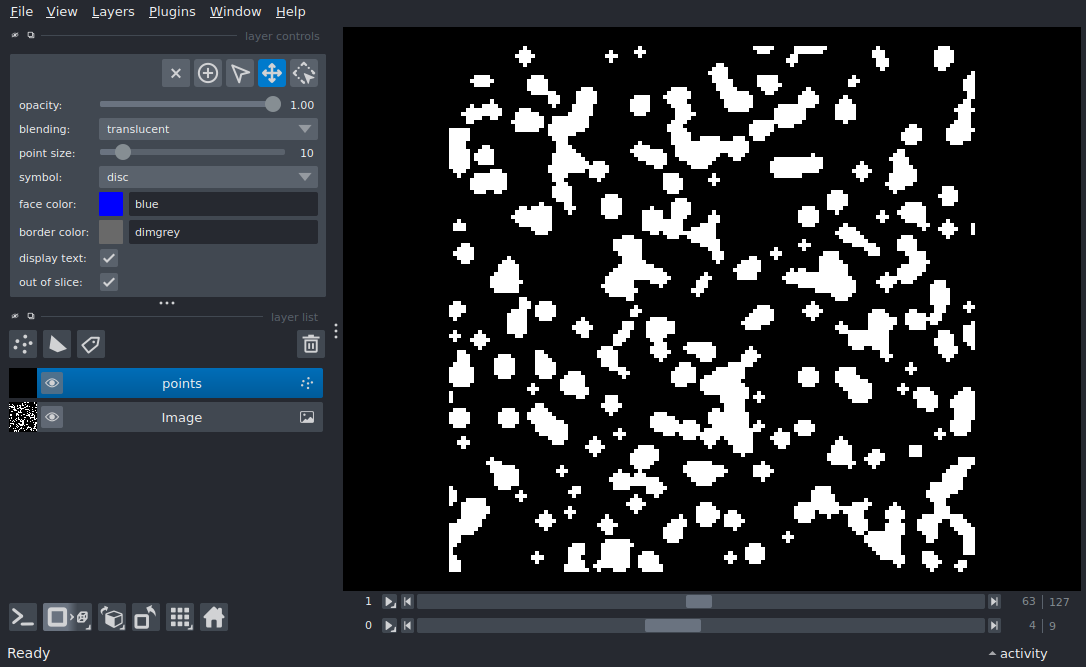 File View Layers Plugins Window Help
layer controls
opacity: 1.00
blending: translucent
point size: 10
symbol: disc
face color: blue
border color: dimgrey
display text:
out of slice:
layer list
points
Image
1 63 | 127
0 4 | 9
Ready activity